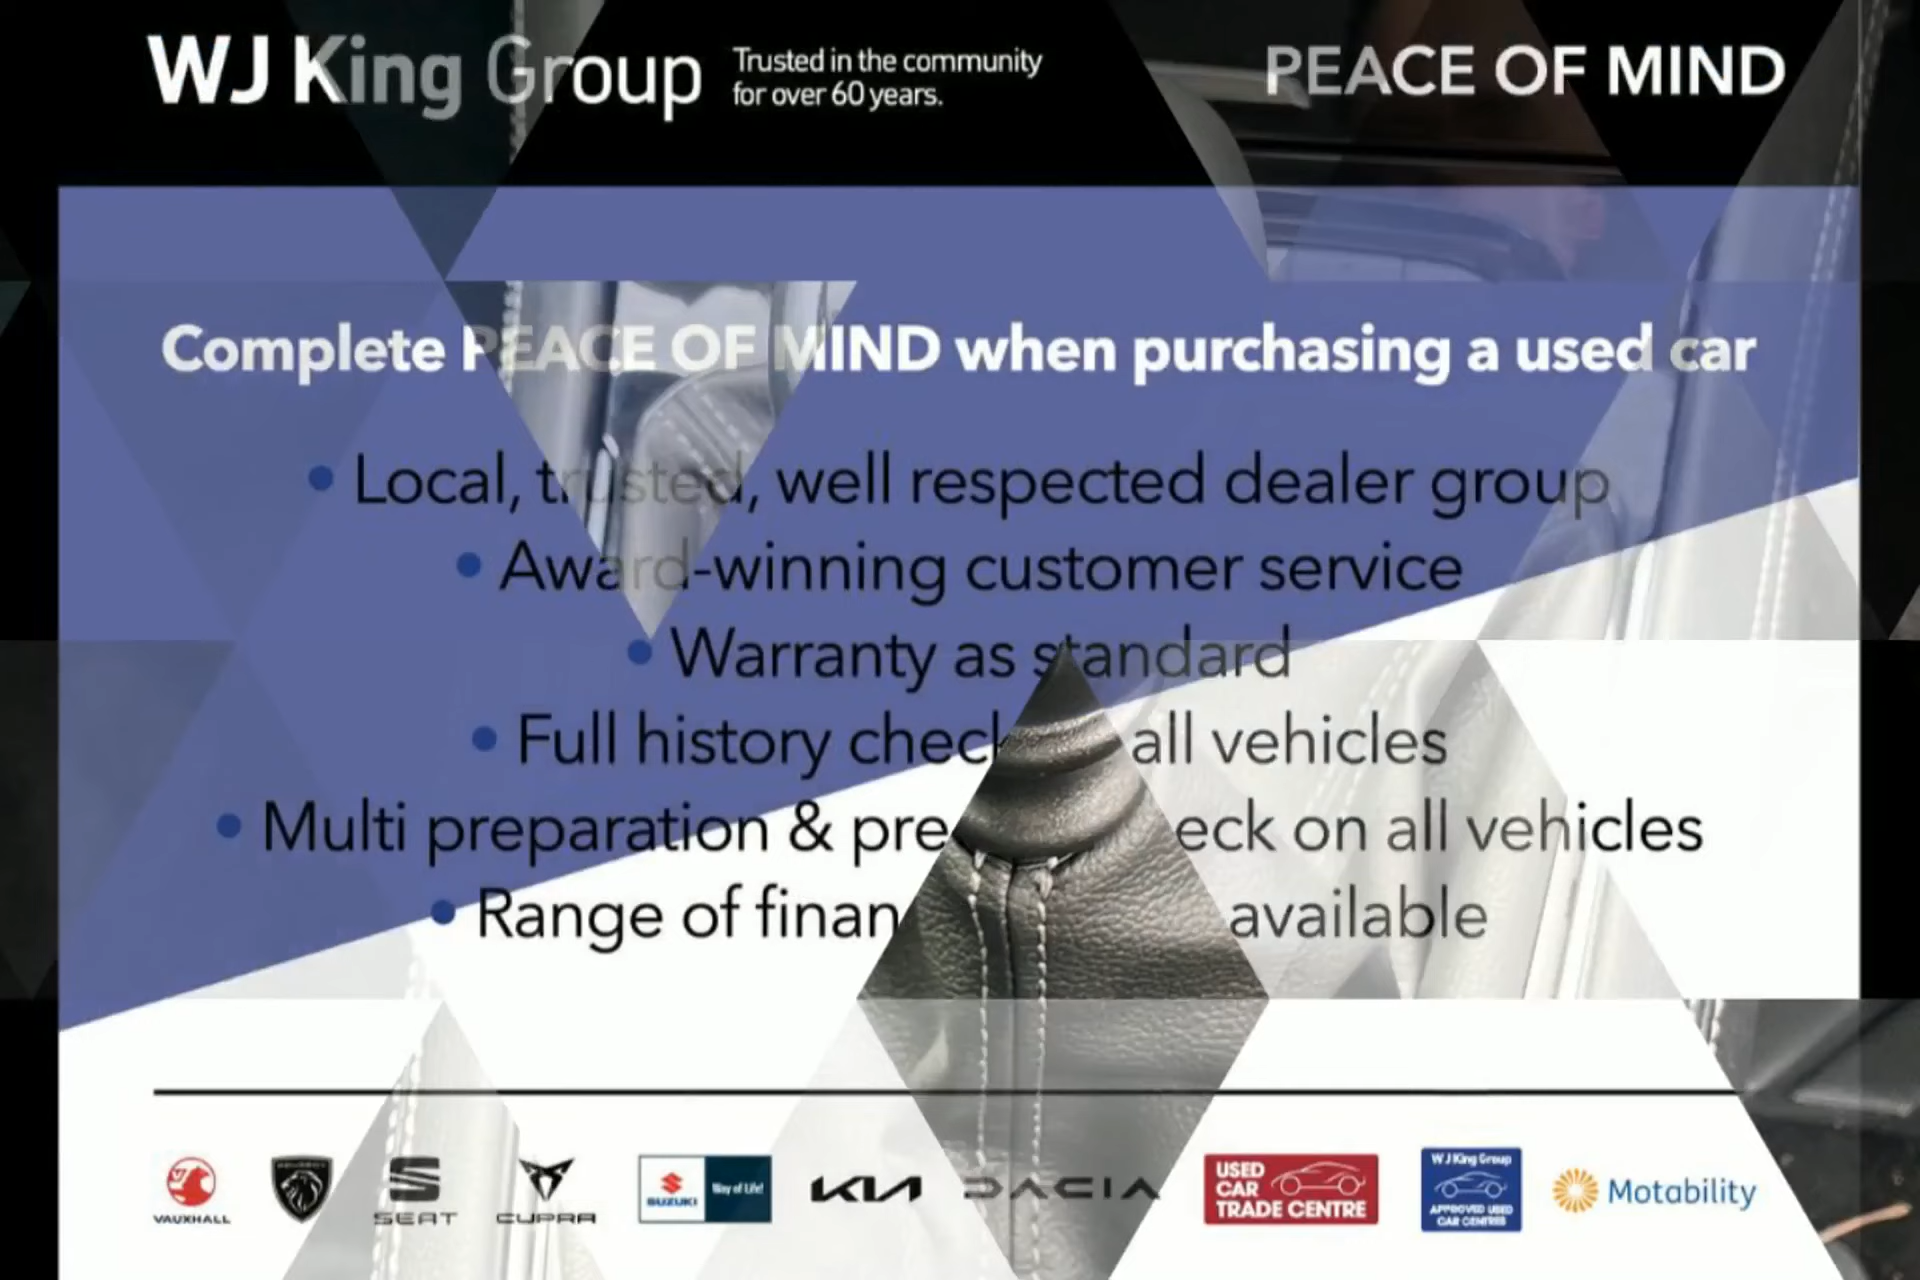 WJ King Group
Trusted in the community
for over 60 years.
PEACE OF MIND
Complete PEACE OF MIND when purchasing a used car
• Local, trusted, well respected dealer group
• Award-winning customer service
• Warranty as standard
• Full history check all vehicles
• Multi preparation & pre eck on all vehicles
• Range of finan available
VAUXHALL
PEUGEOT
SEAT
CUPRA
SUZUKI
Way of Life!
KIA
DACIA
USED
CAR
TRADE CENTRE
WJ King Group
APPROVED USED
CAR CENTRES
Motability